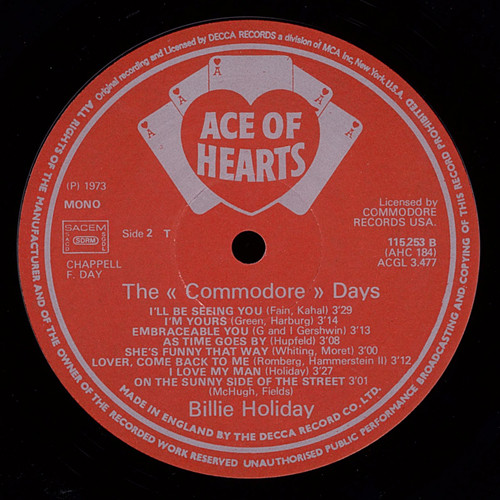 Original recording and Licensed by DECCA RECORDS a division of MCA Inc, New York, U.S.A.
ALL RIGHTS OF THE MANUFACTURER AND OF THE OWNER OF THE RECORDED WORK RESERVED UNAUTHORISED PUBLIC PERFORMANCE BROADCASTING AND COPYING OF THIS RECORD PROHIBITED
A A A A
ACE OF
HEARTS
(P) 1973
MONO
SACEM
SACD SDRM SGDL
CHAPPELL
F. DAY
Side 2 T
Licensed by
COMMODORE
RECORDS USA.
115,253 B
(AHC 184)
ACGL 3.477
The « Commodore » Days
I'LL BE SEEING YOU (Fain, Kahal) 3'29
I'M YOURS (Green, Harburg) 3'14
EMBRACEABLE YOU (G and I Gershwin) 3'13
AS TIME GOES BY (Hupfeld) 3'08
SHE'S FUNNY THAT WAY (Whiting, Moret) 3'00
LOVER, COME BACK TO ME (Romberg, Hammerstein II) 3'12
I LOVE MY MAN (Holiday) 3'27
ON THE SUNNY SIDE OF THE STREET 3'01
(McHugh, Fields)
Billie Holiday
MADE IN ENGLAND BY THE DECCA RECORD CO. LTD.